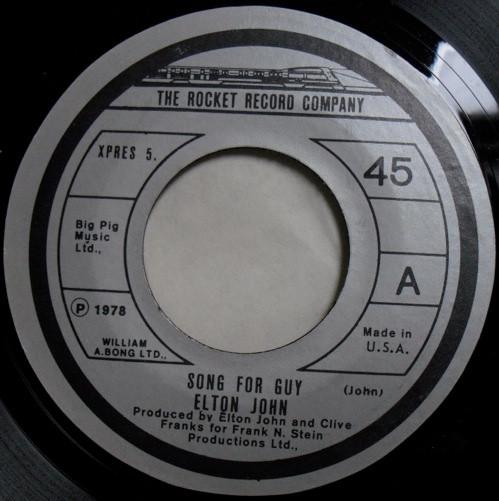 THE ROCKET RECORD COMPANY
XPRES 5.
45
Big Pig
Music
Ltd.,
A
Ⓟ 1978
Made in
U.S.A.
WILLIAM
A.BONG LTD.,
SONG FOR GUY
(John)
ELTON JOHN
Produced by Elton John and Clive
Franks for Frank N. Stein
Productions Ltd.,